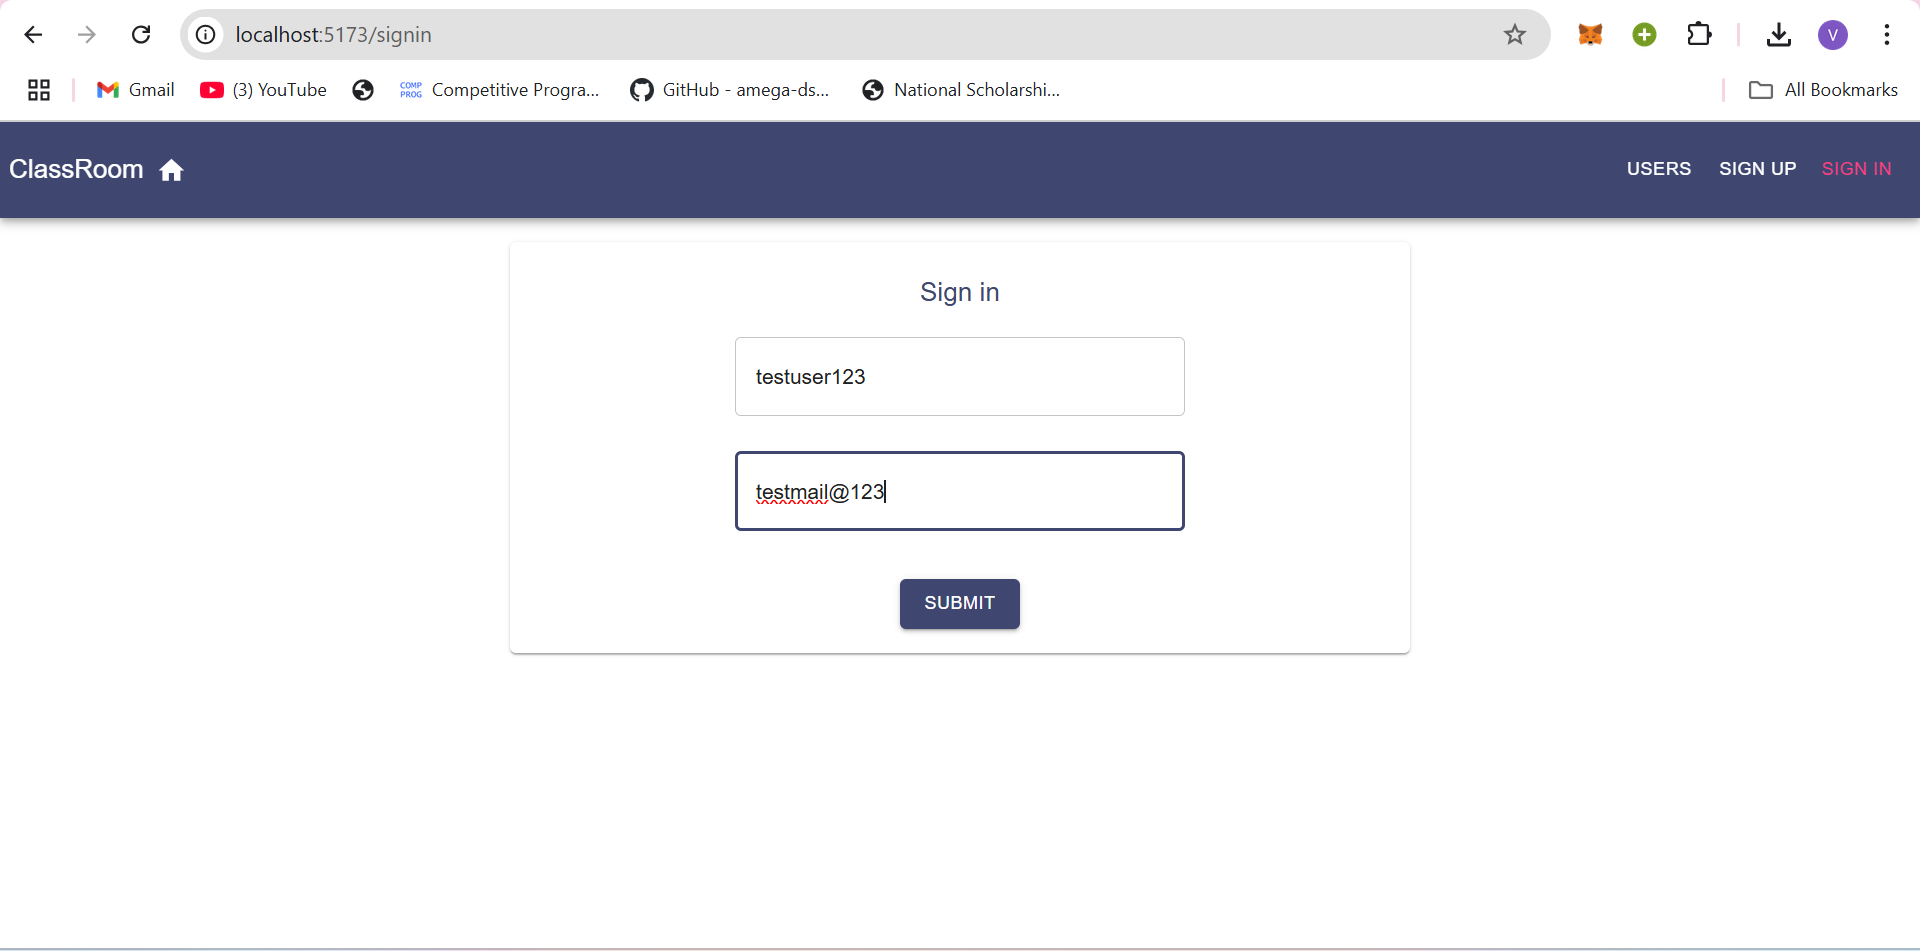 localhost:5173/signin
V
Gmail (3) YouTube COMP PROG Competitive Progra... GitHub - amega-ds... National Scholarshi... All Bookmarks
ClassRoom USERS SIGN UP SIGN IN
Sign in
testuser123
testmail@123
SUBMIT